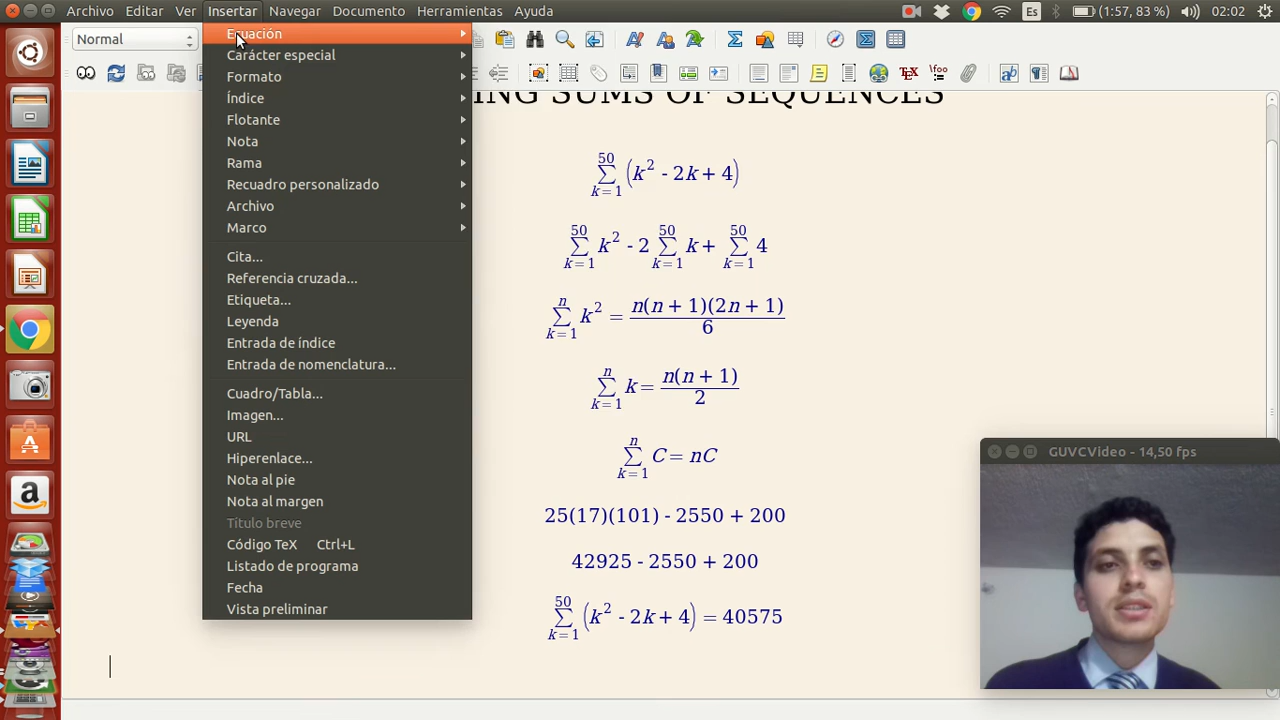 Archivo Editar Ver Insertar Navegar Documento Herramientas Ayuda Es (1:57, 83 %) 02:02
Normal
TEX
Ecuación
Carácter especial
Formato
Índice
Flotante
Nota
Rama
Recuadro personalizado
Archivo
Marco
Cita...
Referencia cruzada...
Etiqueta...
Leyenda
Entrada de índice
Entrada de nomenclatura...
Cuadro/Tabla...
Imagen...
URL
Hiperenlace...
Nota al pie
Nota al margen
Título breve
Código TeX Ctrl+L
Listado de programa
Fecha
Vista preliminar
ING SUMS OF SEQUENCES
∑_{k=1}^{50} (k² - 2k + 4)
∑_{k=1}^{50} k² - 2 ∑_{k=1}^{50} k + ∑_{k=1}^{50} 4
∑_{k=1}^{n} k² = n(n + 1)(2n + 1)/6
∑_{k=1}^{n} k = n(n + 1)/2
∑_{k=1}^{n} C = nC
25(17)(101) - 2550 + 200
42925 - 2550 + 200
∑_{k=1}^{50} (k² - 2k + 4) = 40575
GUVCVideo - 14,50 fps